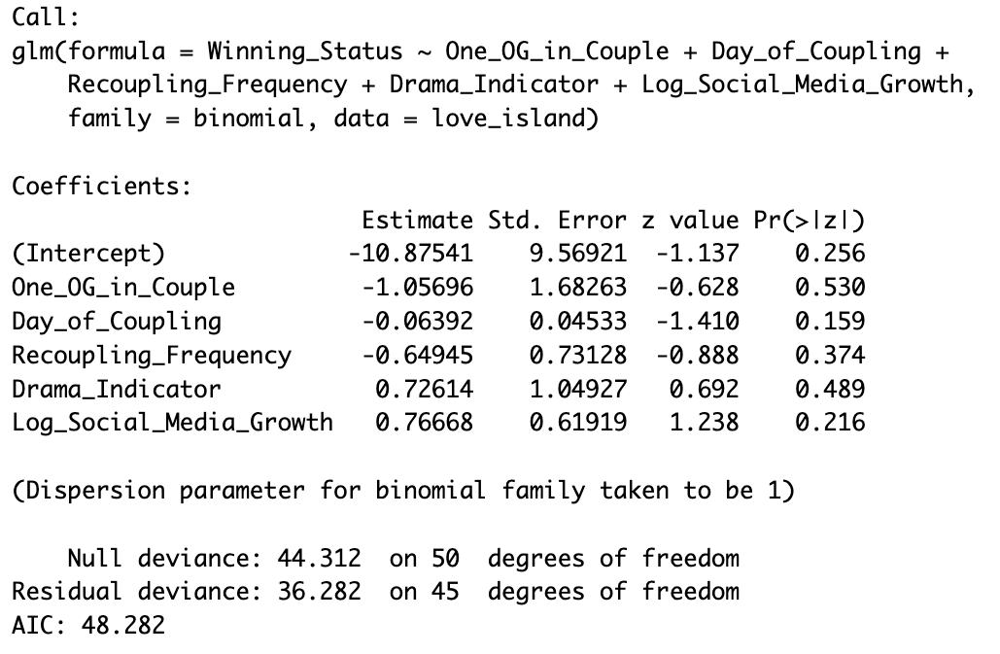 Call:
glm(formula = Winning_Status ~ One_OG_in_Couple + Day_of_Coupling +
    Recoupling_Frequency + Drama_Indicator + Log_Social_Media_Growth,
    family = binomial, data = love_island)

Coefficients:
                         Estimate Std. Error z value Pr(>|z|)
(Intercept)             -10.87541    9.56921  -1.137    0.256
One_OG_in_Couple         -1.05696    1.68263  -0.628    0.530
Day_of_Coupling          -0.06392    0.04533  -1.410    0.159
Recoupling_Frequency     -0.64945    0.73128  -0.888    0.374
Drama_Indicator           0.72614    1.04927   0.692    0.489
Log_Social_Media_Growth   0.76668    0.61919   1.238    0.216

(Dispersion parameter for binomial family taken to be 1)

    Null deviance: 44.312  on 50  degrees of freedom
Residual deviance: 36.282  on 45  degrees of freedom
AIC: 48.282